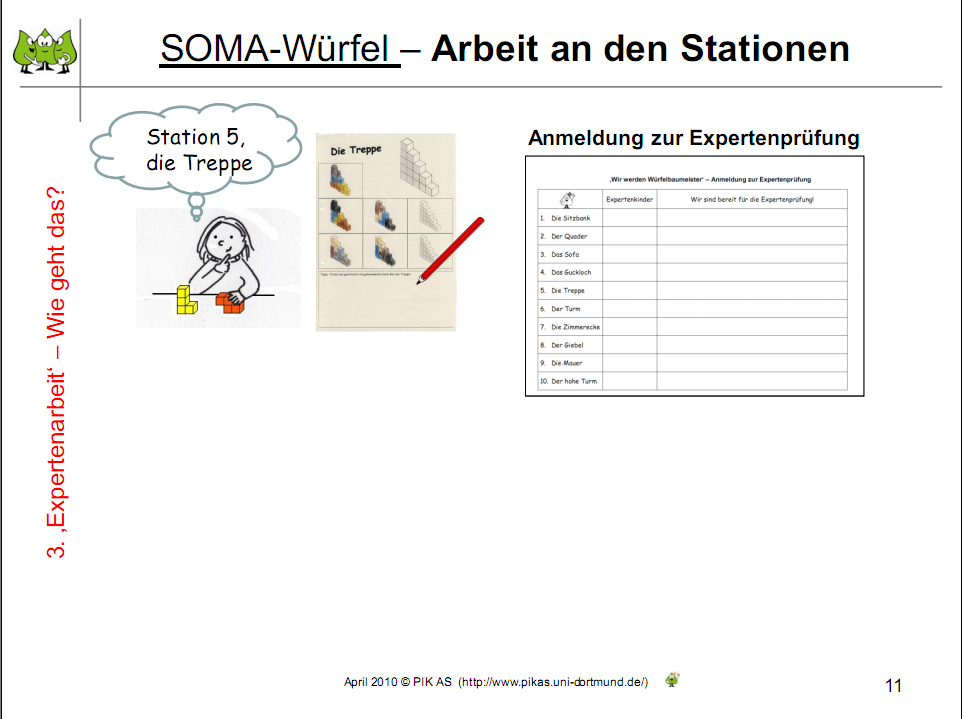 SOMA-Würfel – Arbeit an den Stationen
3. ‚Expertenarbeit‘ – Wie geht das?
Station 5,
die Treppe
Die Treppe
Anmeldung zur Expertenprüfung
‚Wir werden Würfelbaumeister‘ – Anmeldung zur Expertenprüfung
Expertenkinder Wir sind bereit für die Expertenprüfung!
1. Die Sitzbank
2. Der Quader
3. Das Sofa
4. Das Guckloch
5. Die Treppe
6. Der Turm
7. Die Zimmerecke
8. Der Giebel
9. Die Mauer
10. Der hohe Turm
April 2010 © PIK AS (http://www.pikas.uni-dortmund.de/)
11